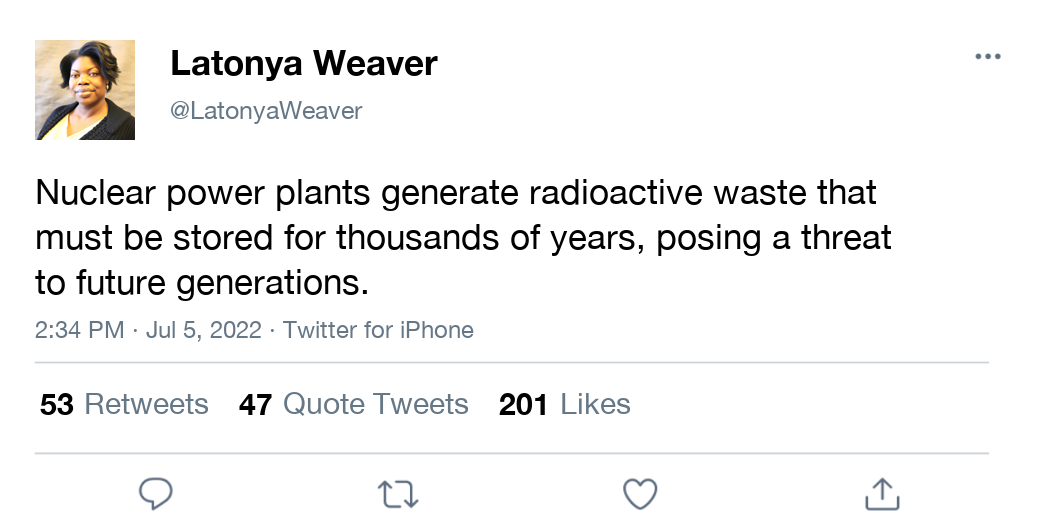 Latonya Weaver
@LatonyaWeaver
Nuclear power plants generate radioactive waste that
must be stored for thousands of years, posing a threat
to future generations.
2:34 PM · Jul 5, 2022 · Twitter for iPhone
53 Retweets 47 Quote Tweets 201 Likes